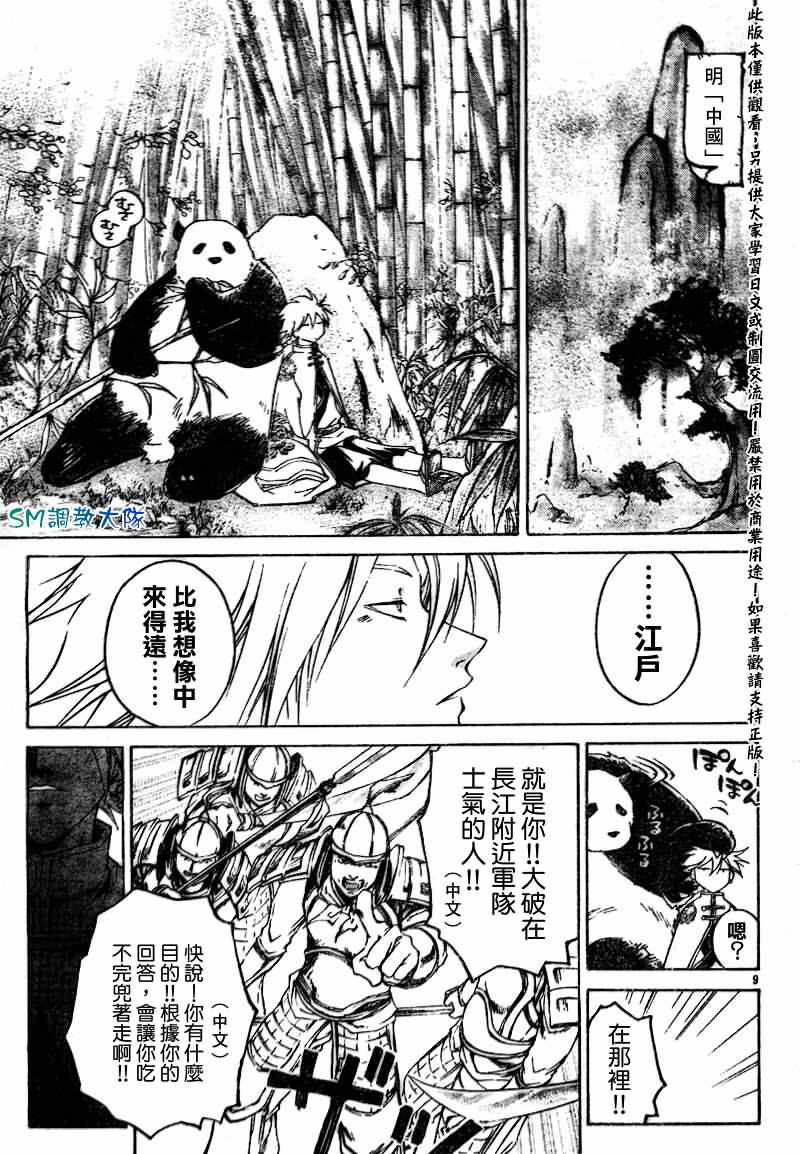 明「中國」
むぐ
むぐ
……江戶
比我想像中
來得遠……
ぽん
ぽん
ふる
ふる
嗯?
9
在那裡!!
就是你!!大破在
長江附近軍隊
士氣的人!!
(中文)
快說!你有什麼
目的!!根據你的
回答,會讓你吃
不完兜著走啊!!
(中文)
ザザ
SM調教大隊
此版本僅供觀看;另提供大家學習日文或制圖交流用!嚴禁用於商業用途!如果喜歡請支持正版!